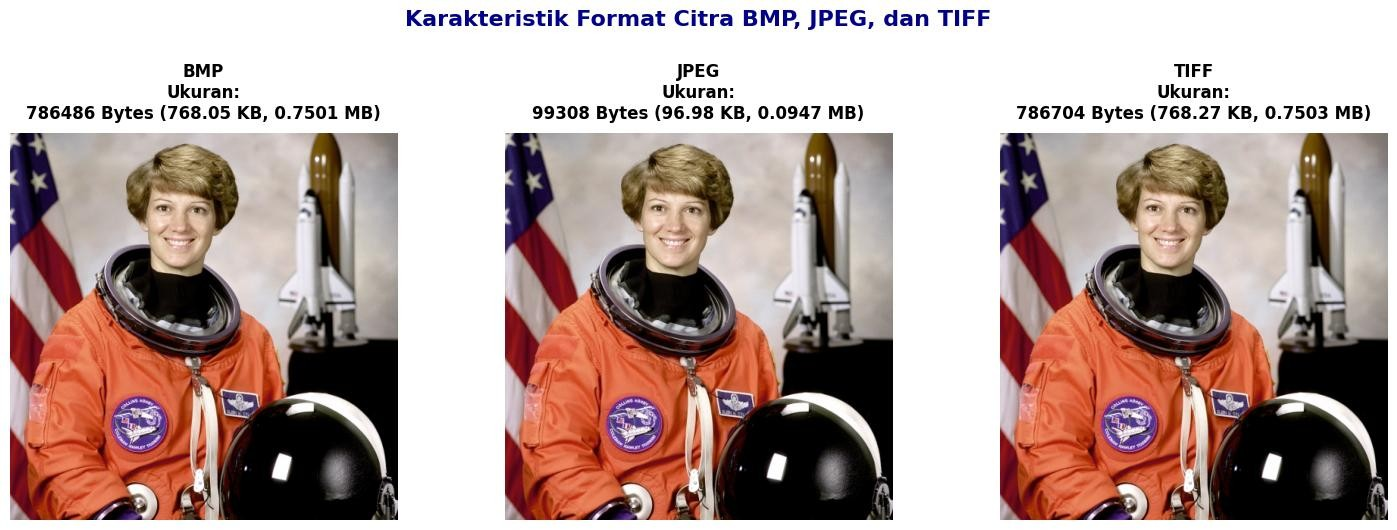 Karakteristik Format Citra BMP, JPEG, dan TIFF
BMP
Ukuran:
786486 Bytes (768.05 KB, 0.7501 MB)
JPEG
Ukuran:
99308 Bytes (96.98 KB, 0.0947 MB)
TIFF
Ukuran:
786704 Bytes (768.27 KB, 0.7503 MB)